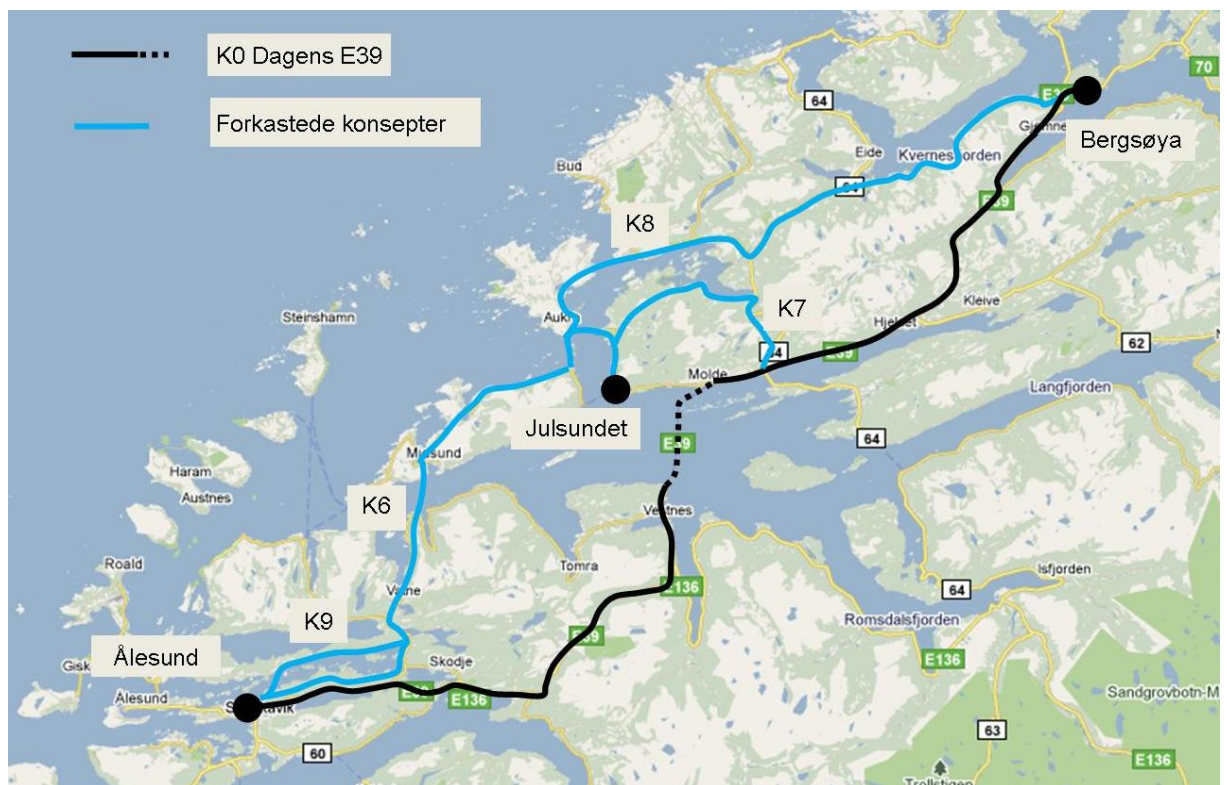 K0 Dagens E39
Forkastede konsepter
64
E39
70
Bergsøya
Eide
Kvernesfjorden
Bud
64
E39
K8
Steinshamn
Kleive
K7
Hjelset
64
E39
62
Molde
Langfjorden
Julsundet
64
E39
Midsund
Haram
Austnes
K6
Vestnes
Roald
Tomra
Isfjorden
E136
64
Vatne
Romsdalsfjorden
K9
E39
Ålesund
Skodje
E136
Ålesund
E136
Sandgrovbotn-M
60
63
E136
Trollstigen